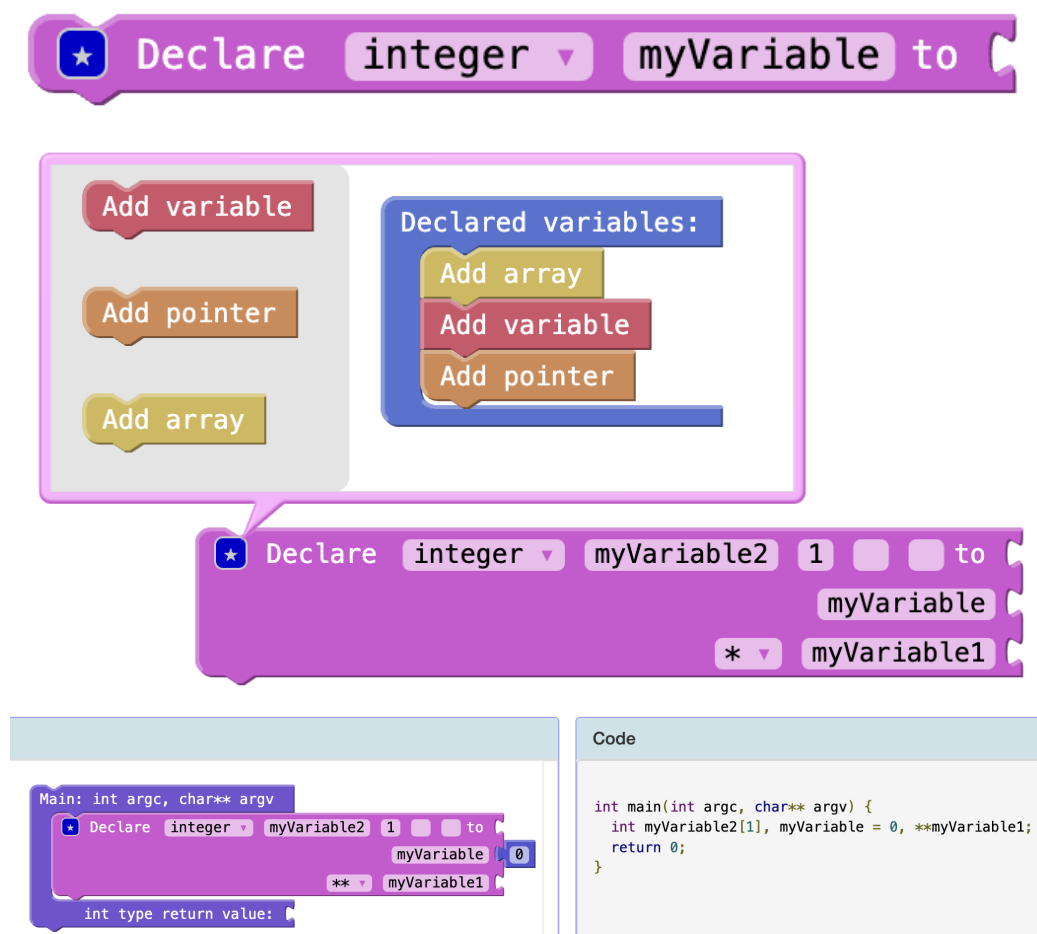 Declare integer ▼ myVariable to
Add variable
Add pointer
Add array
Declared variables:
Add array
Add variable
Add pointer
Declare integer ▼ myVariable2 1 to
myVariable
* ▼ myVariable1
Main: int argc, char** argv
Declare integer ▼ myVariable2 1 to
myVariable 0
** ▼ myVariable1
int type return value:
Code
int main(int argc, char** argv) {
int myVariable2[1], myVariable = 0, **myVariable1;
return 0;
}